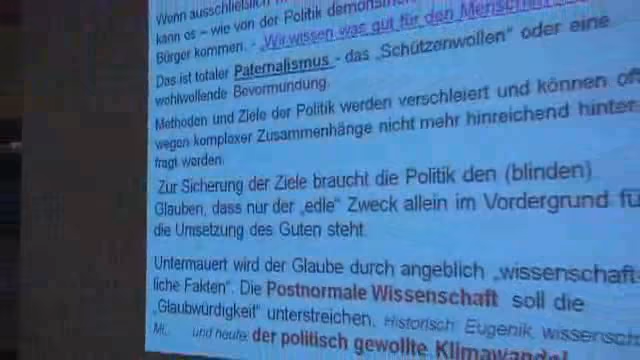 Wenn ausschließlich
kann es – wie von der Politik demonstri
Bürger kommen. - „Wir wissen was gut für den Menschen
Das ist totaler Paternalismus - das „Schützenwollen“ oder eine
wohlwollende Bevormundung.
Methoden und Ziele der Politik werden verschleiert und können oft
wegen komplexer Zusammenhänge nicht mehr hinreichend hinter-
fragt werden.
Zur Sicherung der Ziele braucht die Politik den (blinden)
Glauben, dass nur der „edle“ Zweck allein im Vordergrund fü
die Umsetzung des Guten steht.
Untermauert wird der Glaube durch angeblich „wissenschaft-
liche Fakten“. Die Postnormale Wissenschaft soll die
„Glaubwürdigkeit“ unterstreichen. Historisch: Eugenik, wissensch
und heute: der politisch gewollte Klimawande